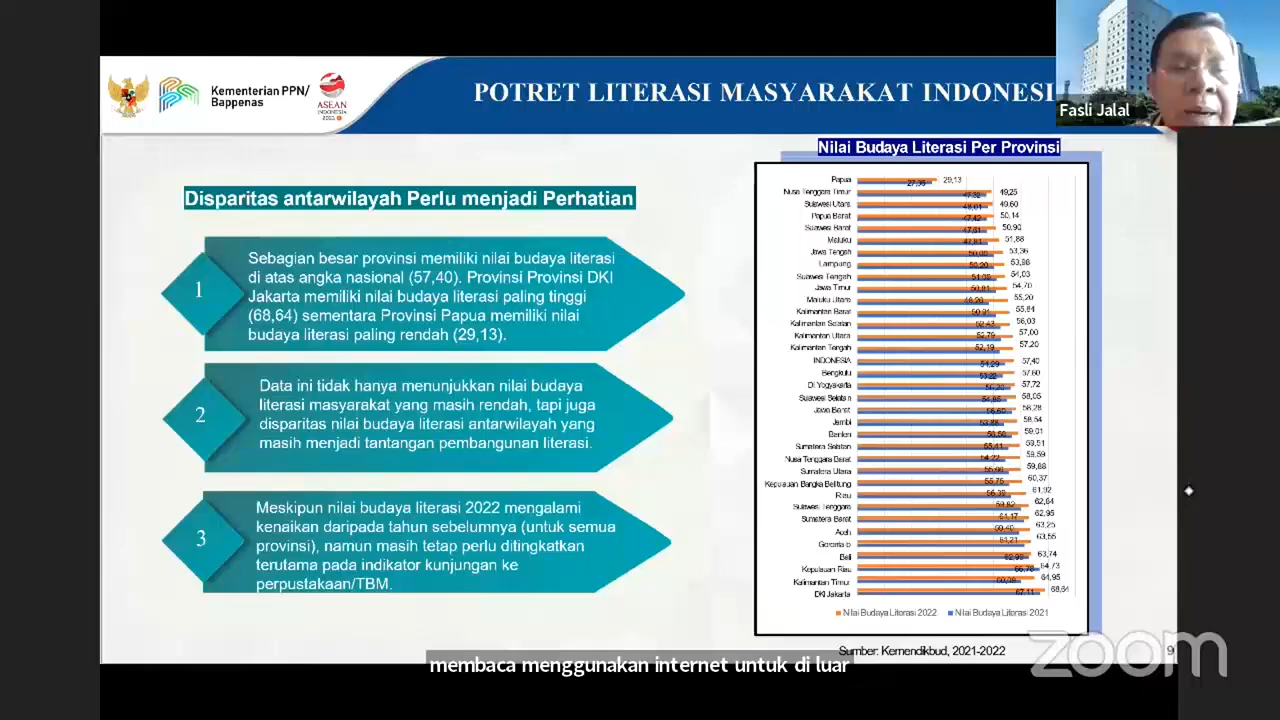 Kementerian PPN/
Bappenas
ASEAN
INDONESIA
POTRET LITERASI MASYARAKAT INDONESI
Fasli Jalal
Disparitas antarwilayah Perlu menjadi Perhatian
1
Sebagian besar provinsi memiliki nilai budaya literasi
di atas angka nasional (57,40). Provinsi Provinsi DKI
Jakarta memiliki nilai budaya literasi paling tinggi
(68,64) sementara Provinsi Papua memiliki nilai
budaya literasi paling rendah (29,13).
2
Data ini tidak hanya menunjukkan nilai budaya
literasi masyarakat yang masih rendah, tapi juga
disparitas nilai budaya literasi antarwilayah yang
masih menjadi tantangan pembangunan literasi.
3
Meskipun nilai budaya literasi 2022 mengalami
kenaikan daripada tahun sebelumnya (untuk semua
provinsi), namun masih tetap perlu ditingkatkan
terutama pada indikator kunjungan ke
perpustakaan/TBM.
Nilai Budaya Literasi Per Provinsi
Papua 29,13
Nusa Tenggara Timur 49,25
Sulawesi Utara 49,60
Papua Barat 50,14
Sulawesi Barat 50,90
Maluku 51,88
Jawa Tengah 53,36
Lampung 53,98
Sulawesi Tengah 54,03
Jawa Timur 54,70
Maluku Utara 55,20
Kalimantan Barat 55,84
Kalimantan Selatan 56,03
Kalimantan Utara 57,00
Kalimantan Tengah 57,20
INDONESIA 57,40
Bengkulu 57,60
DI Yogyakarta 57,72
Sulawesi Selatan 58,05
Jawa Barat 58,28
Jambi 58,54
Banten 59,01
Sumatera Selatan 59,51
Nusa Tenggara Barat 59,59
Sumatera Utara 59,88
Kepulauan Bangka Belitung 60,37
Riau 61,92
Sulawesi Tenggara 62,64
Sumatera Barat 62,95
Aceh 63,25
Gorontalo 63,55
Bali 63,74
Kepulauan Riau 64,73
Kalimantan Timur 64,95
DKI Jakarta 67,11 68,64
Nilai Budaya Literasi 2022 Nilai Budaya Literasi 2021
Sumber: Kemendikbud, 2021-2022
9
zoom
membaca menggunakan internet untuk di luar